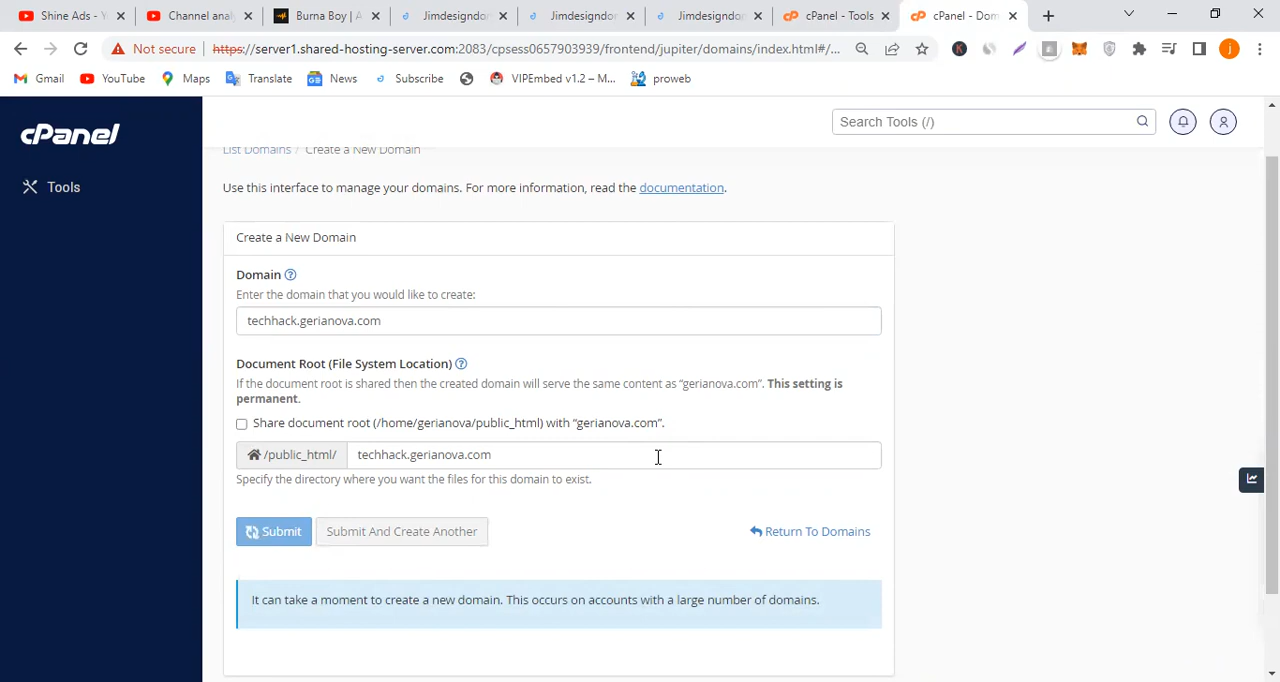 Shine Ads - Y
Channel anal
Burna Boy | A
Jimdesigndor
Jimdesigndor
Jimdesigndor
cPanel - Tools
cPanel - Dom
Not secure
https://server1.shared-hosting-server.com:2083/cpsess0657903939/frontend/jupiter/domains/index.html#/...
Gmail
YouTube
Maps
Translate
News
Subscribe
VIPEmbed v1.2 – M...
proweb
cPanel
Search Tools (/)
Tools
List Domains / Create a New Domain
Use this interface to manage your domains. For more information, read the documentation.
Create a New Domain
Domain
Enter the domain that you would like to create:
techhack.gerianova.com
Document Root (File System Location)
If the document root is shared then the created domain will serve the same content as “gerianova.com”. This setting is
permanent.
Share document root (/home/gerianova/public_html) with “gerianova.com”.
/public_html/ techhack.gerianova.com
Specify the directory where you want the files for this domain to exist.
Submit
Submit And Create Another
Return To Domains
It can take a moment to create a new domain. This occurs on accounts with a large number of domains.